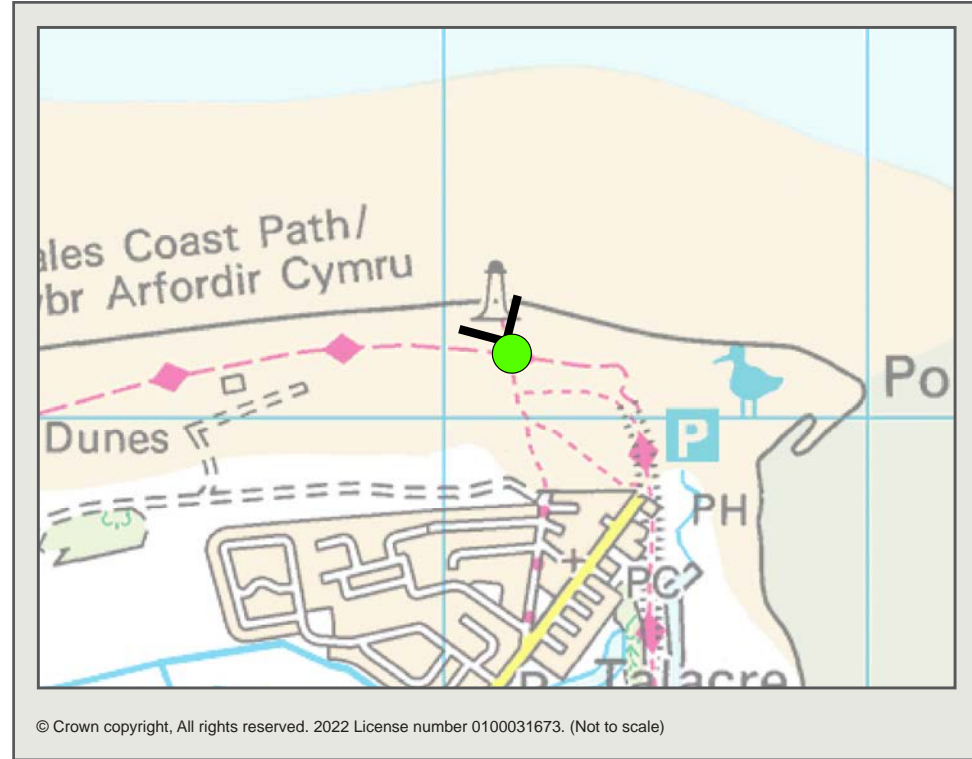 ales Coast Path/
ybr Arfordir Cymru
Po
Dunes
P
PH
PC
Talacre
© Crown copyright, All rights reserved. 2022 License number 0100031673. (Not to scale)